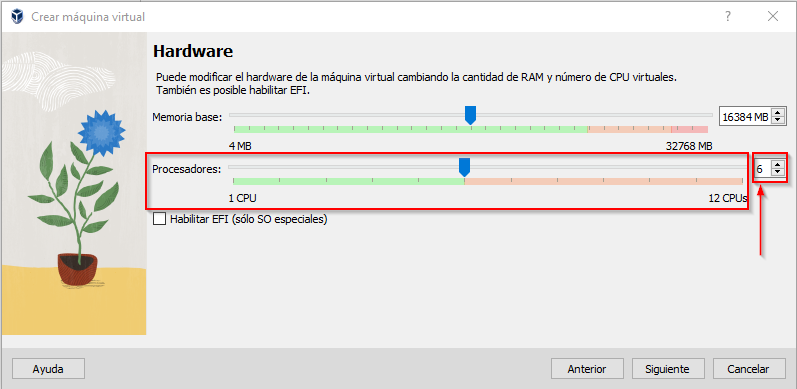 Crear máquina virtual
Hardware
Puede modificar el hardware de la máquina virtual cambiando la cantidad de RAM y número de CPU virtuales.
También es posible habilitar EFI.
Memoria base: 16384 MB
4 MB 32768 MB
Procesadores: 6
1 CPU 12 CPUs
Habilitar EFI (sólo SO especiales)
Ayuda Anterior Siguiente Cancelar